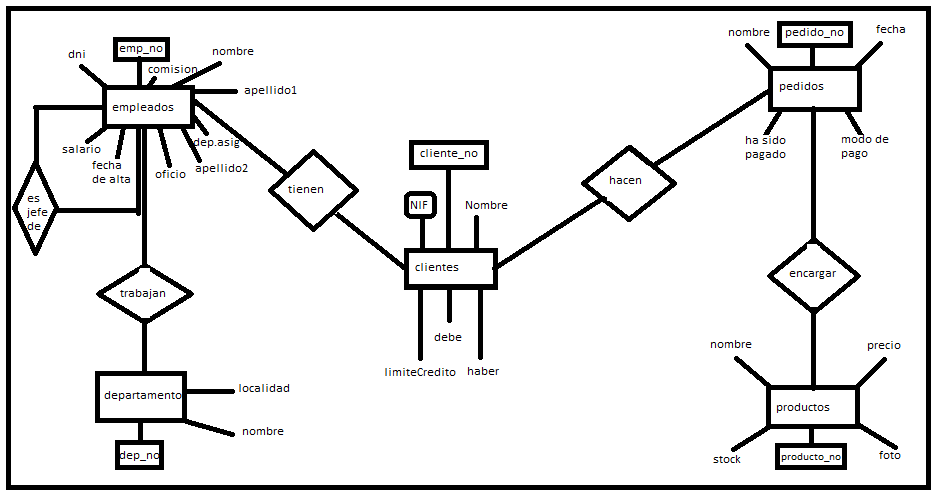 emp_no
dni
comision
nombre
apellido1
empleados
dep.asig
salario
fecha
de alta
oficio
apellido2
es
jefe
de
tienen
trabajan
departamento
localidad
nombre
dep_no
cliente_no
NIF
Nombre
clientes
debe
limiteCredito
haber
hacen
nombre
pedido_no
fecha
pedidos
ha sido
pagado
modo de
pago
encargar
nombre
precio
productos
stock
producto_no
foto